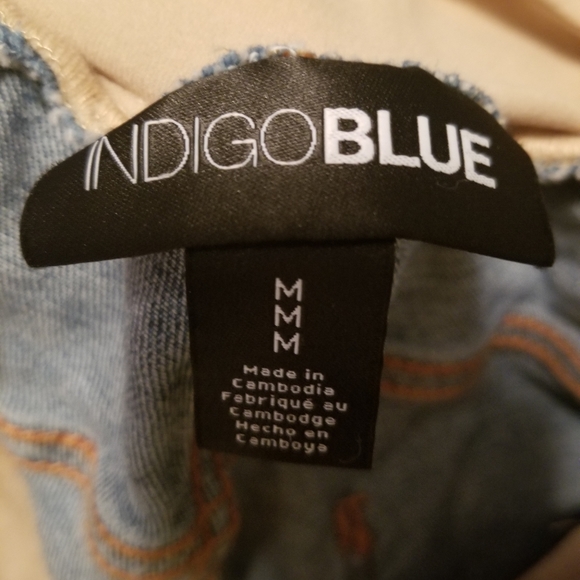 INDIGOBLUE
M
M
M
Made in
Cambodia
Fabriqué au
Cambodge
Hecho en
Camboya